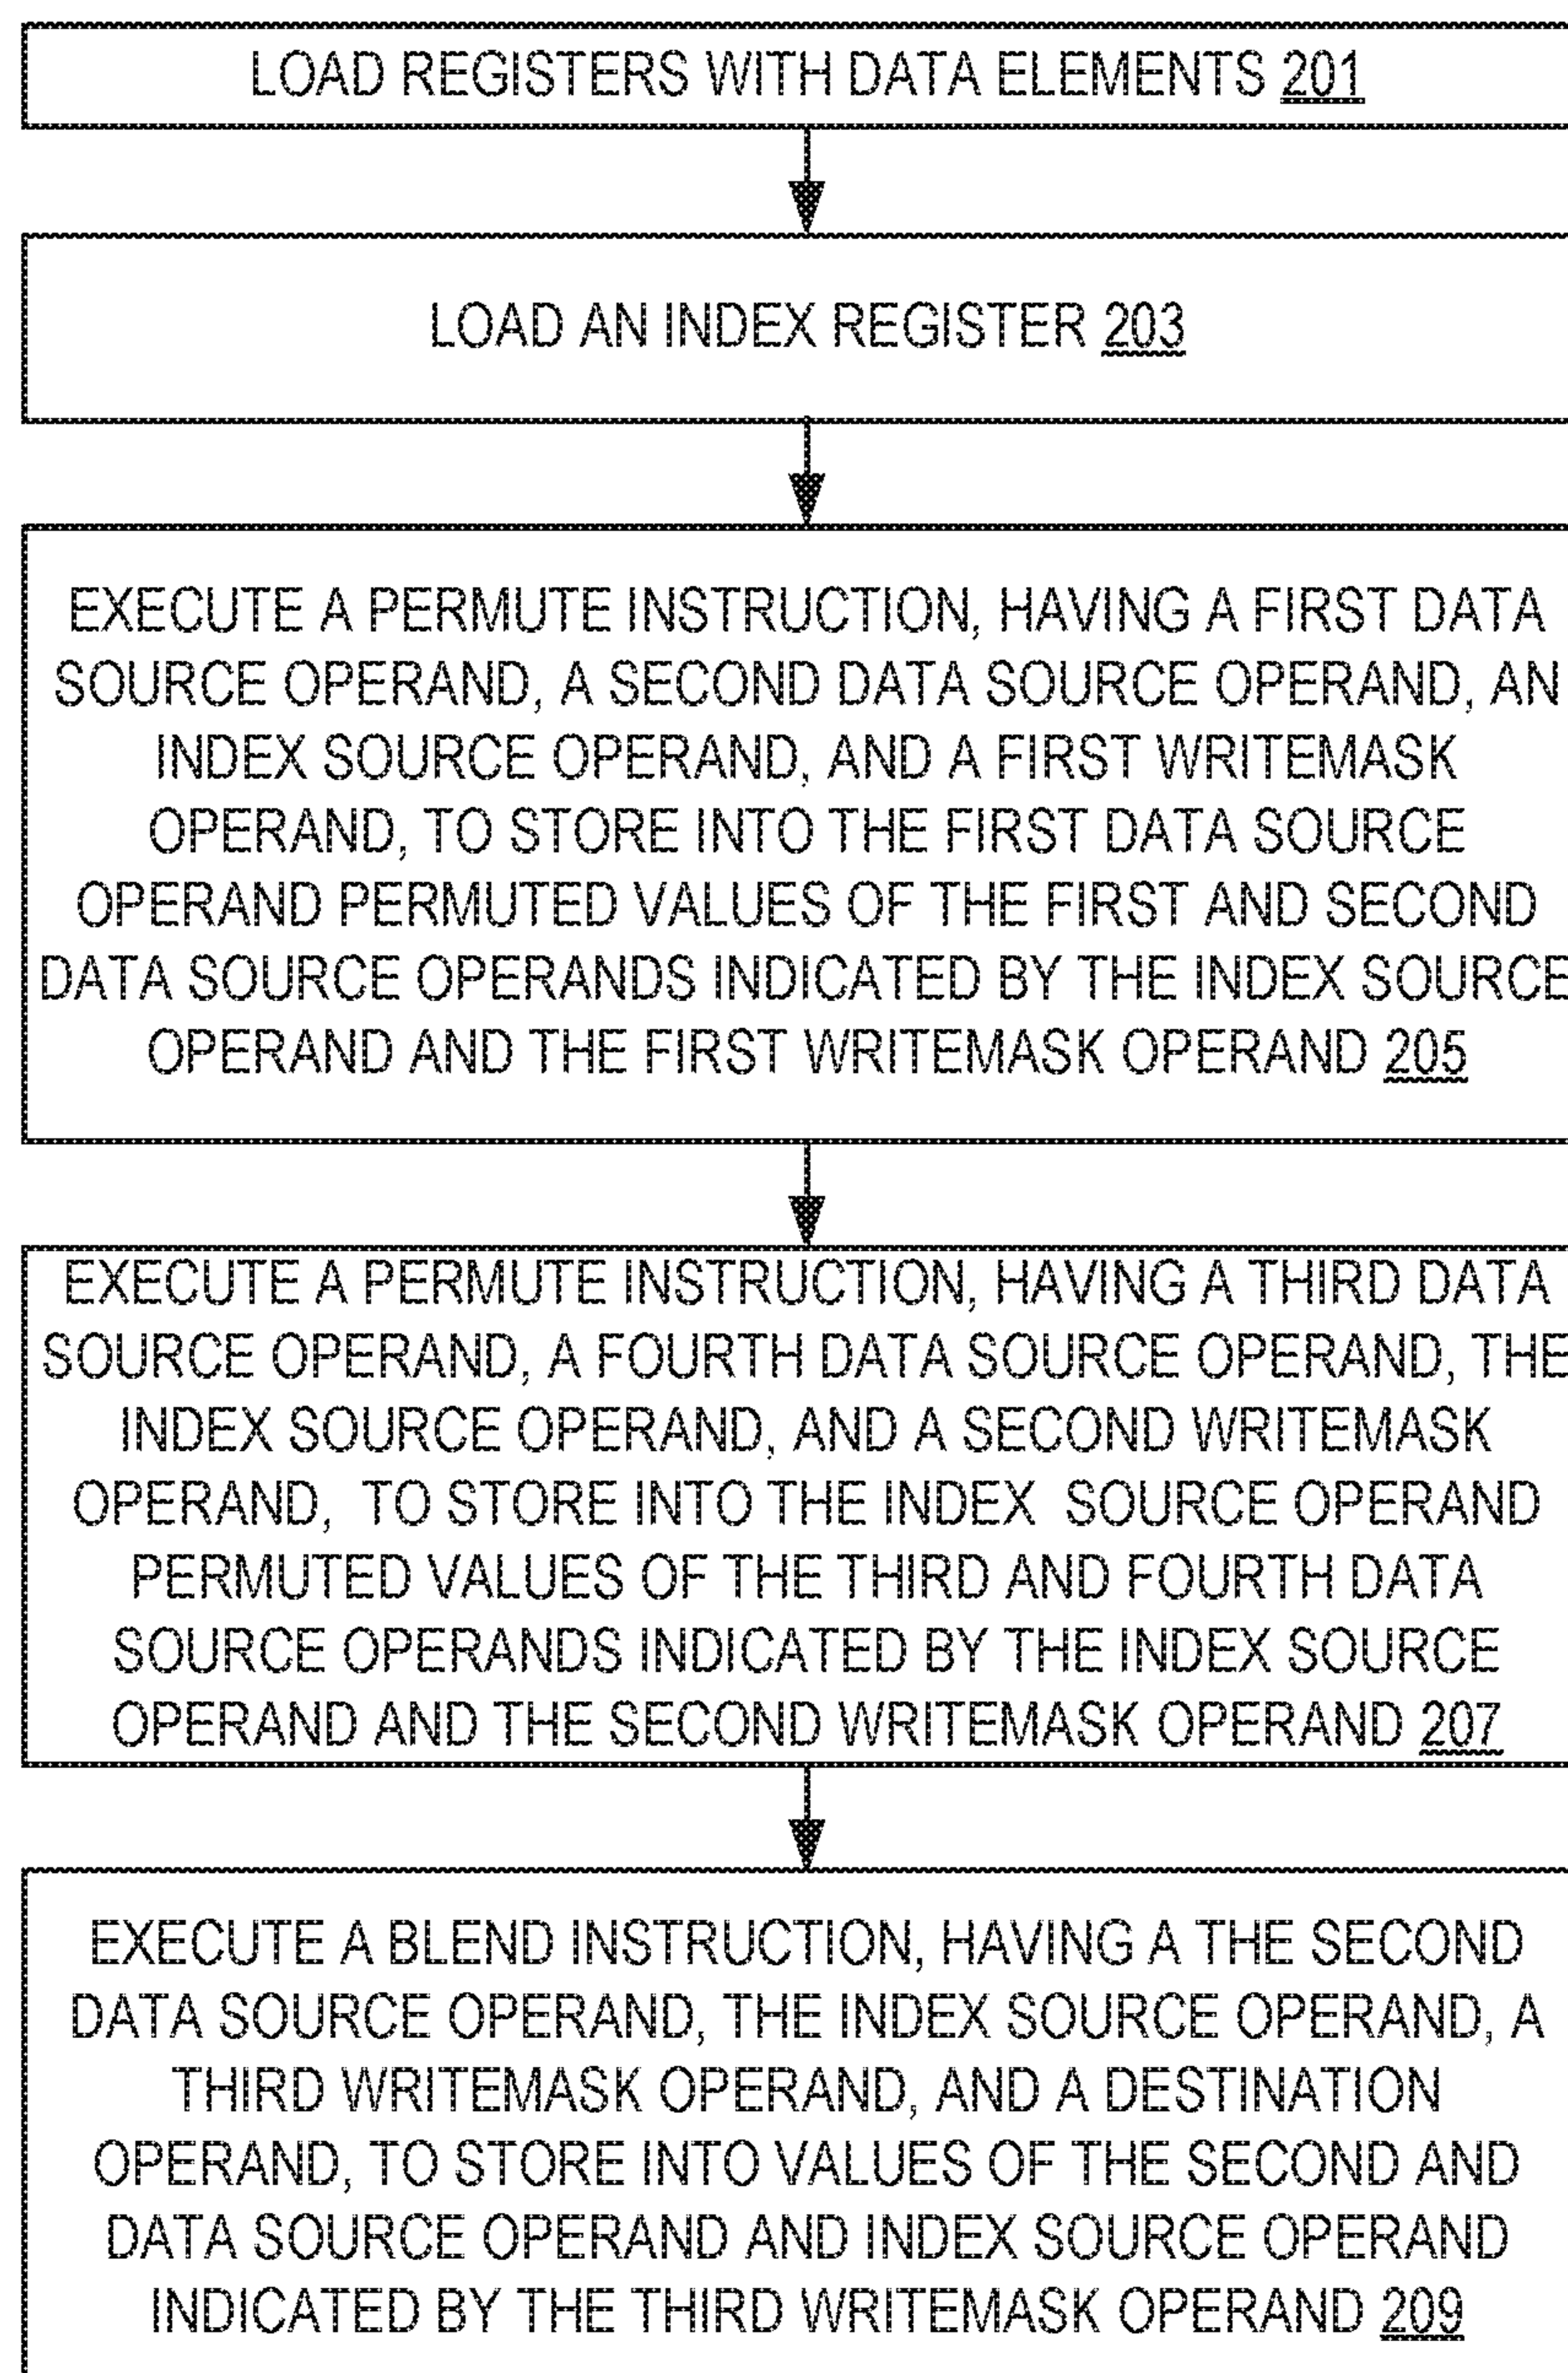 LOAD REGISTERS WITH DATA ELEMENTS 201
LOAD AN INDEX REGISTER 203
EXECUTE A PERMUTE INSTRUCTION, HAVING A FIRST DATA
SOURCE OPERAND, A SECOND DATA SOURCE OPERAND, AN
INDEX SOURCE OPERAND, AND A FIRST WRITEMASK
OPERAND, TO STORE INTO THE FIRST DATA SOURCE
OPERAND PERMUTED VALUES OF THE FIRST AND SECOND
DATA SOURCE OPERANDS INDICATED BY THE INDEX SOURCE
OPERAND AND THE FIRST WRITEMASK OPERAND 205
EXECUTE A PERMUTE INSTRUCTION, HAVING A THIRD DATA
SOURCE OPERAND, A FOURTH DATA SOURCE OPERAND, THE
INDEX SOURCE OPERAND, AND A SECOND WRITEMASK
OPERAND, TO STORE INTO THE INDEX SOURCE OPERAND
PERMUTED VALUES OF THE THIRD AND FOURTH DATA
SOURCE OPERANDS INDICATED BY THE INDEX SOURCE
OPERAND AND THE SECOND WRITEMASK OPERAND 207
EXECUTE A BLEND INSTRUCTION, HAVING A THE SECOND
DATA SOURCE OPERAND, THE INDEX SOURCE OPERAND, A
THIRD WRITEMASK OPERAND, AND A DESTINATION
OPERAND, TO STORE INTO VALUES OF THE SECOND AND
DATA SOURCE OPERAND AND INDEX SOURCE OPERAND
INDICATED BY THE THIRD WRITEMASK OPERAND 209